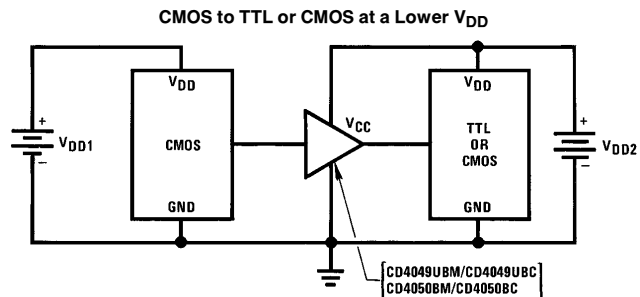 CMOS to TTL or CMOS at a Lower VDD
VDD
VDD
VCC
+
+
VDD1
CMOS
TTL
OR
CMOS
VDD2
−
−
GND
GND
CD4049UBM/CD4049UBC
CD4050BM/CD4050BC